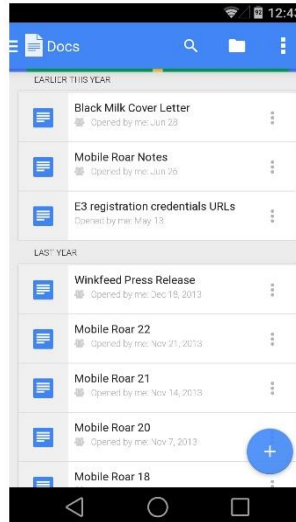 12:43
Docs
EARLIER THIS YEAR
Black Milk Cover Letter
Opened by me: Jun 28
Mobile Roar Notes
Opened by me: Jun 26
E3 registration credentials URLs
Opened by me: May 13
LAST YEAR
Winkfeed Press Release
Opened by me: Dec 18, 2013
Mobile Roar 22
Opened by me: Nov 21, 2013
Mobile Roar 21
Opened by me: Nov 14, 2013
Mobile Roar 20
Opened by me: Nov 7, 2013
Mobile Roar 18